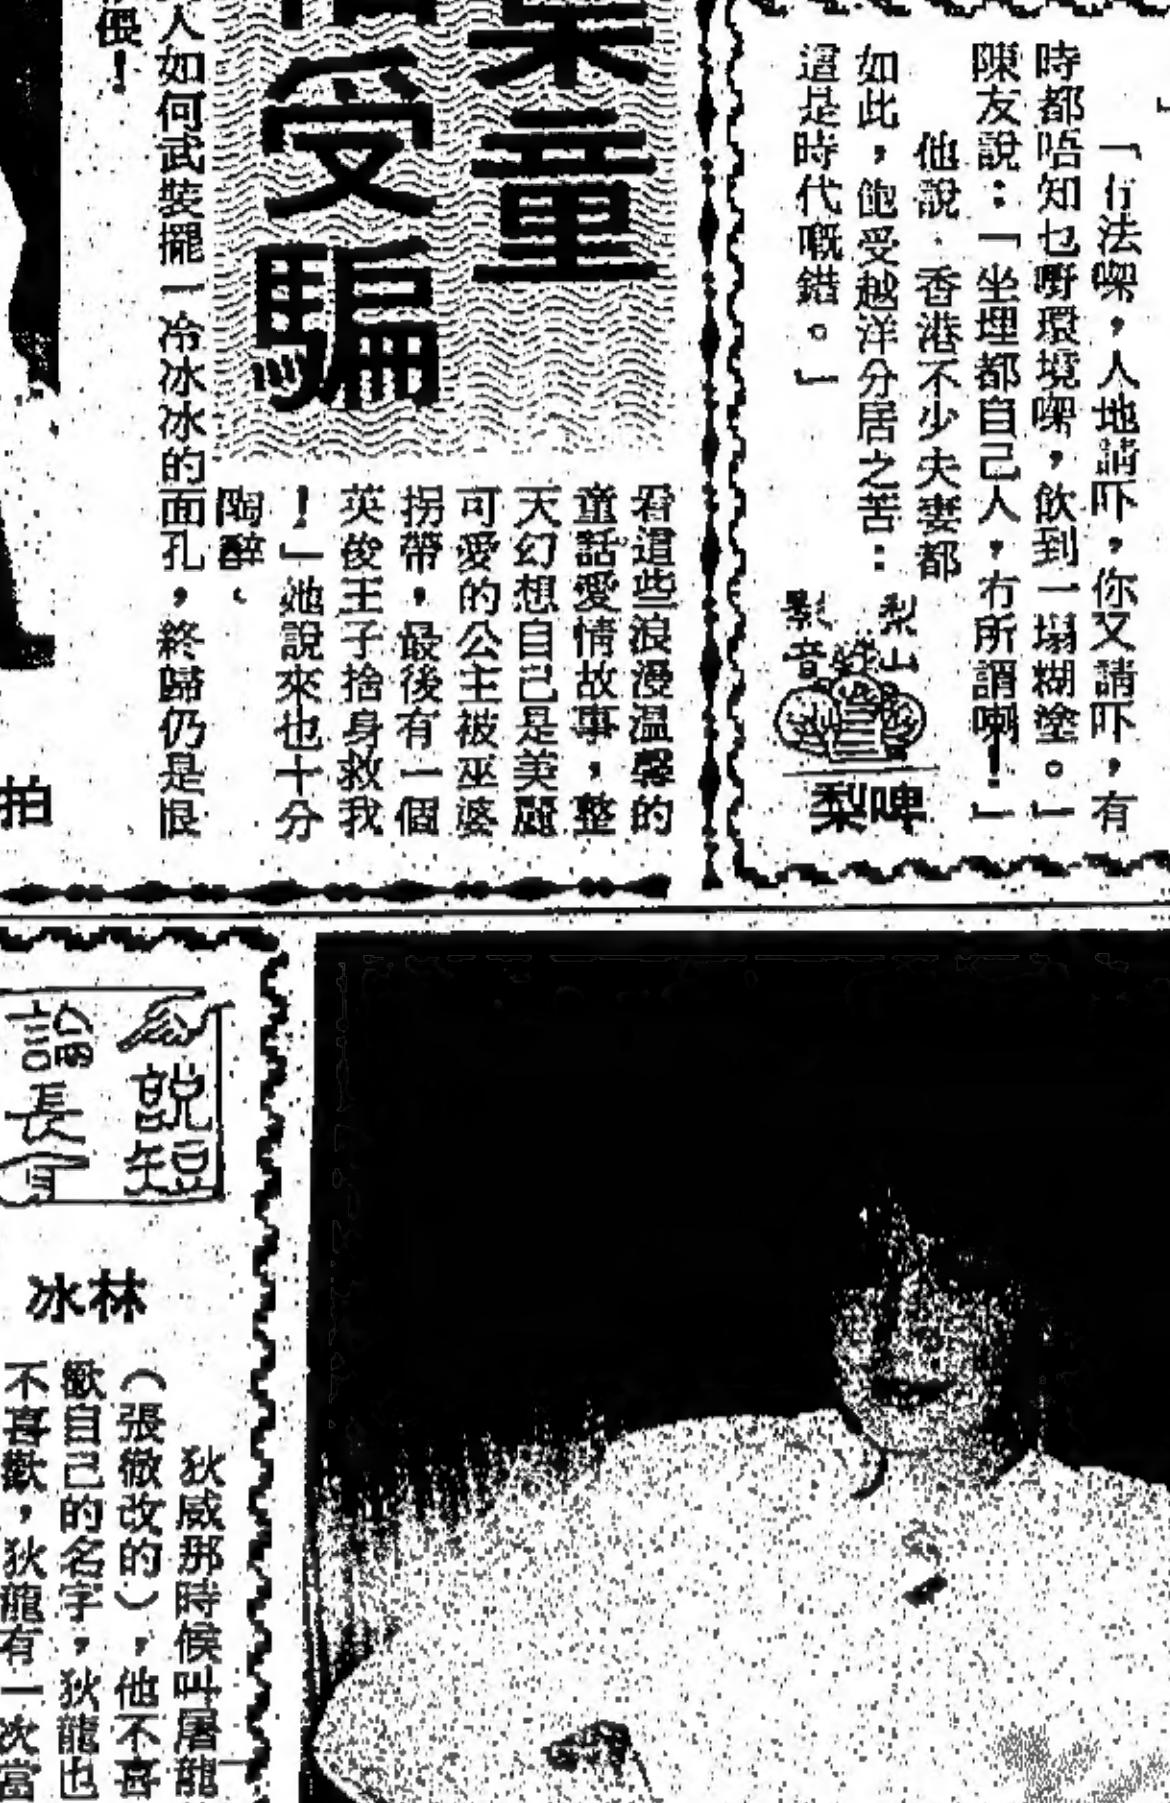 「冇法㗎，人地請吓，你又請吓，有
時都唔知乜嘢環境㗎，飲到一塌糊塗。」
陳友說：「坐埋都自己人，冇所謂喇！」
他說．香港不少夫妻都
如此，飽受越洋分居之苦：
這是時代嘅錯。」
梨山
影音
啤梨
童
受騙
看這些浪漫溫馨的
童話愛情故事，整
天幻想自己是美麗
可愛的公主被巫婆
拐帶，最後有一個
英俊王子捨身救我
！」她說來也十分
陶醉、
人如何武裝擺一冷冰冰的面孔，終歸仍是很
很！
拍
說短
論長
林冰
狄威那時候叫屠龍
（張徹改的），他不喜
歡自己的名字，狄龍也
不喜歡，狄龍有一次當